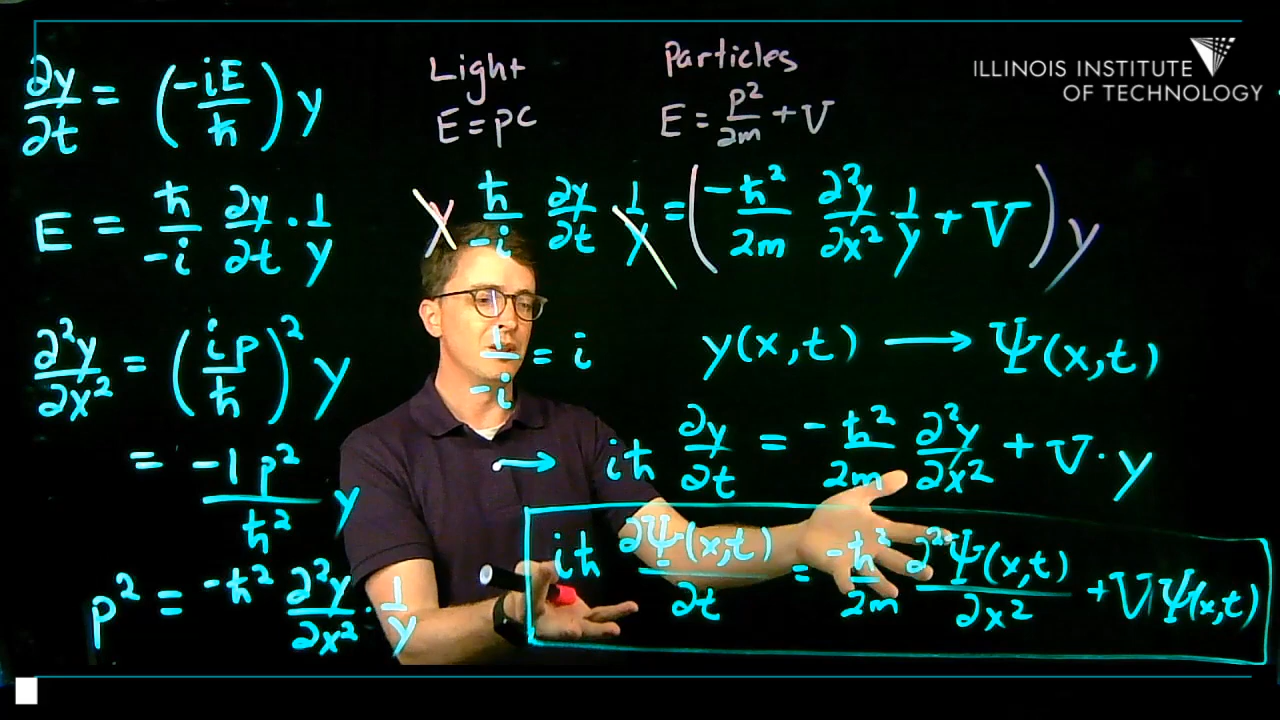 ILLINOIS INSTITUTE
OF TECHNOLOGY
∂y/∂t = (-iE/ħ) y
E = ħ/-i ∂y/∂t · 1/y
∂²y/∂x² = (ip/ħ)² y
= -1 p²/ħ² y
p² = -ħ² ∂²y/∂x² · 1/y
Light
E = pc
Particles
E = p²/2m + V
y ħ/-i ∂y/∂t 1/y = (-ħ²/2m ∂²y/∂x² · 1/y + V) y
1/-i = i
y(x,t) → Ψ(x,t)
→ iħ ∂y/∂t = -ħ²/2m ∂²y/∂x² + V · y
iħ ∂Ψ(x,t)/∂t = -ħ²/2m ∂²Ψ(x,t)/∂x² + V Ψ(x,t)